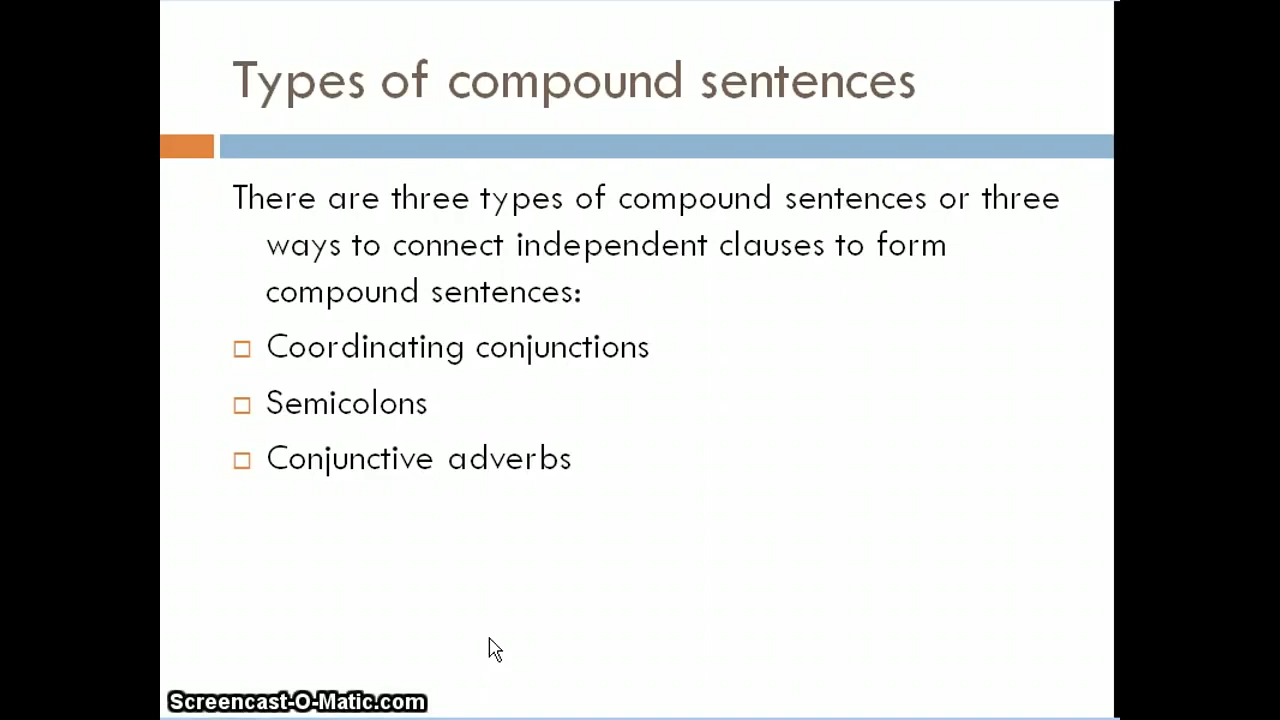 Types of compound sentences
There are three types of compound sentences or three
ways to connect independent clauses to form
compound sentences:
Coordinating conjunctions
Semicolons
Conjunctive adverbs
Screencast-O-Matic.com